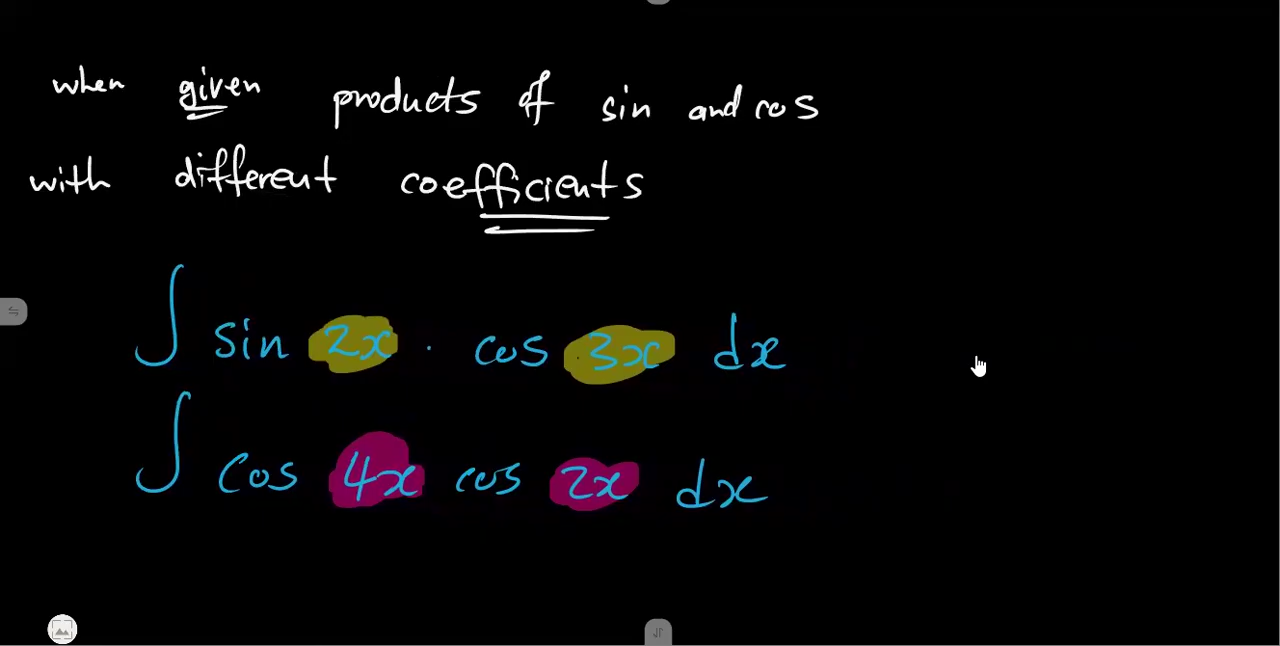 when given products of sin and cos
with different coefficients
∫ sin 2x · cos 3x dx
∫ cos 4x cos 2x dx